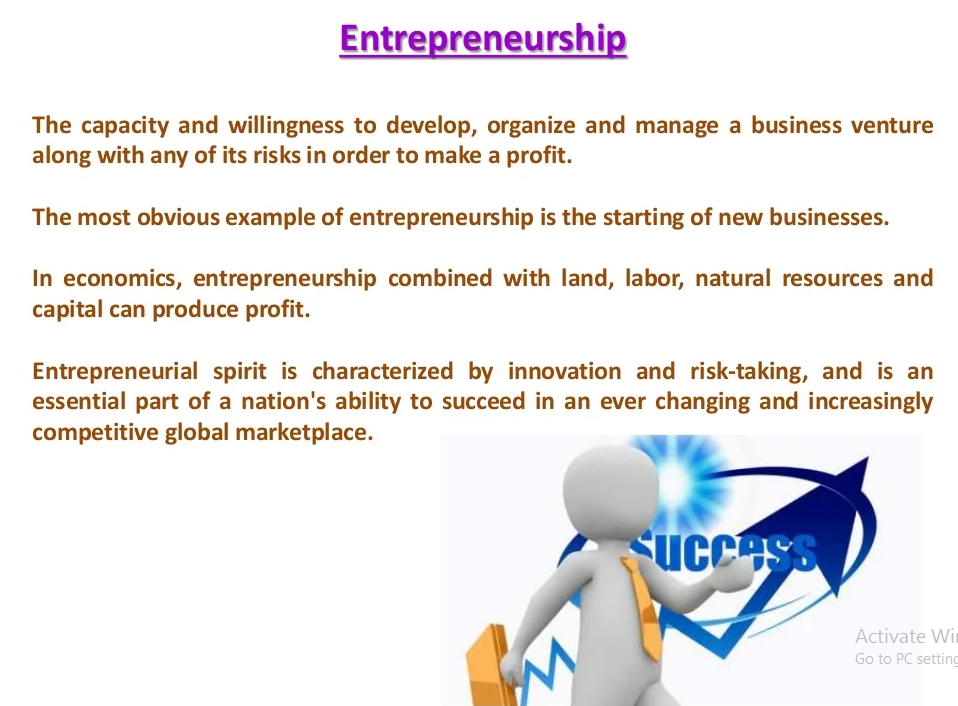 Entrepreneurship
The capacity and willingness to develop, organize and manage a business venture
along with any of its risks in order to make a profit.
The most obvious example of entrepreneurship is the starting of new businesses.
In economics, entrepreneurship combined with land, labor, natural resources and
capital can produce profit.
Entrepreneurial spirit is characterized by innovation and risk-taking, and is an
essential part of a nation's ability to succeed in an ever changing and increasingly
competitive global marketplace.
Success
Activate Wi
Go to PC setting